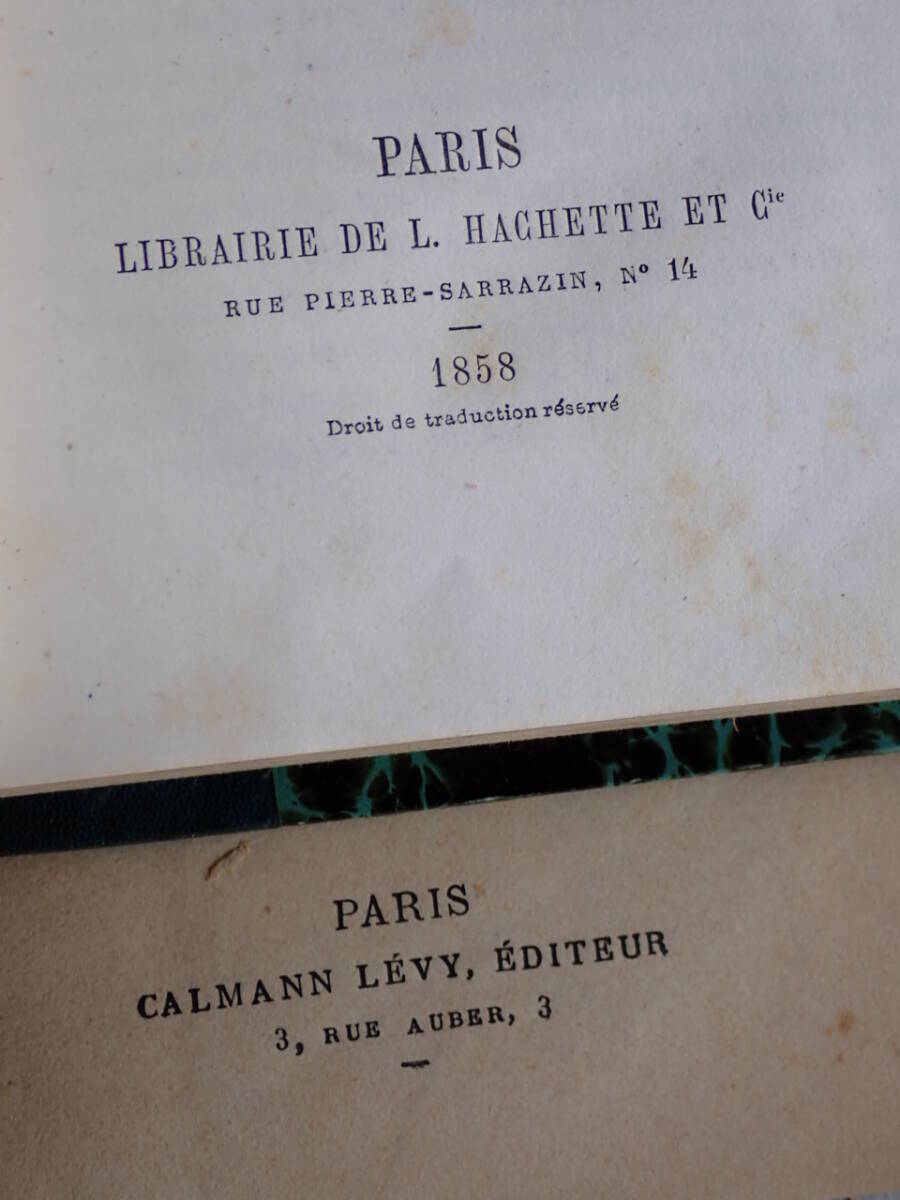 PARIS
LIBRAIRIE DE L. HACHETTE ET Cie
RUE PIERRE-SARRAZIN, No 14
1858
Droit de traduction réservé
PARIS
CALMANN LÉVY, ÉDITEUR
3, RUE AUBER, 3